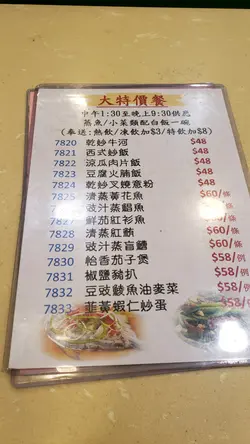 大特價餐
中午1:30至晚上9:30供應
蒸魚/小菜類配白飯一碗
(奉送:熱飲/凍飲加$3/特飲加$8)
7820 乾炒牛河 $48
7821 西式炒飯 $48
7822 涼瓜肉片飯 $48
7823 豆腐火腩飯 $48
7824 乾炒叉燒意粉 $48
7825 清蒸黃花魚 $60/條
7826 豉汁蒸鯧魚 $60/條
7827 鮮茄紅衫魚 $60/條
7828 清蒸紅鯛 $60/條
7829 豉汁蒸盲鰽 $60/條
7830 怡香茄子煲 $58/例
7831 椒鹽豬扒 $58/例
7832 豆豉鯪魚油麥菜 $58/例
7833 韮黃蝦仁炒蛋 $58/例